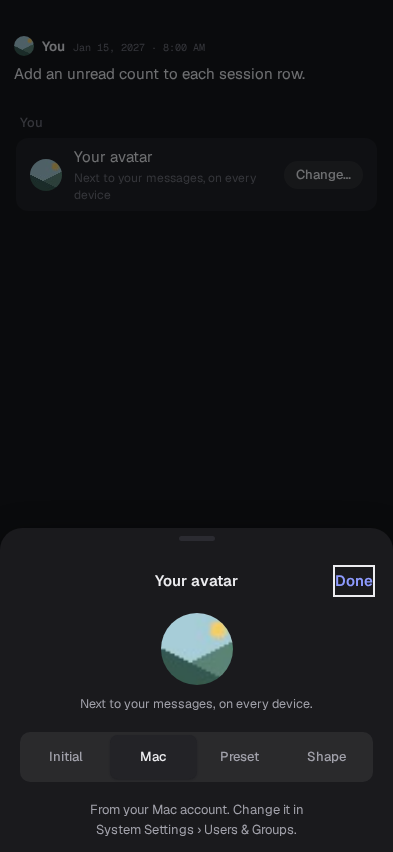 You Jan 15, 2027 · 8:00 AM
Add an unread count to each session row.
You
Your avatar
Next to your messages, on every
device
Change…
Your avatar
Done
Next to your messages, on every device.
Initial Mac Preset Shape
From your Mac account. Change it in
System Settings › Users & Groups.